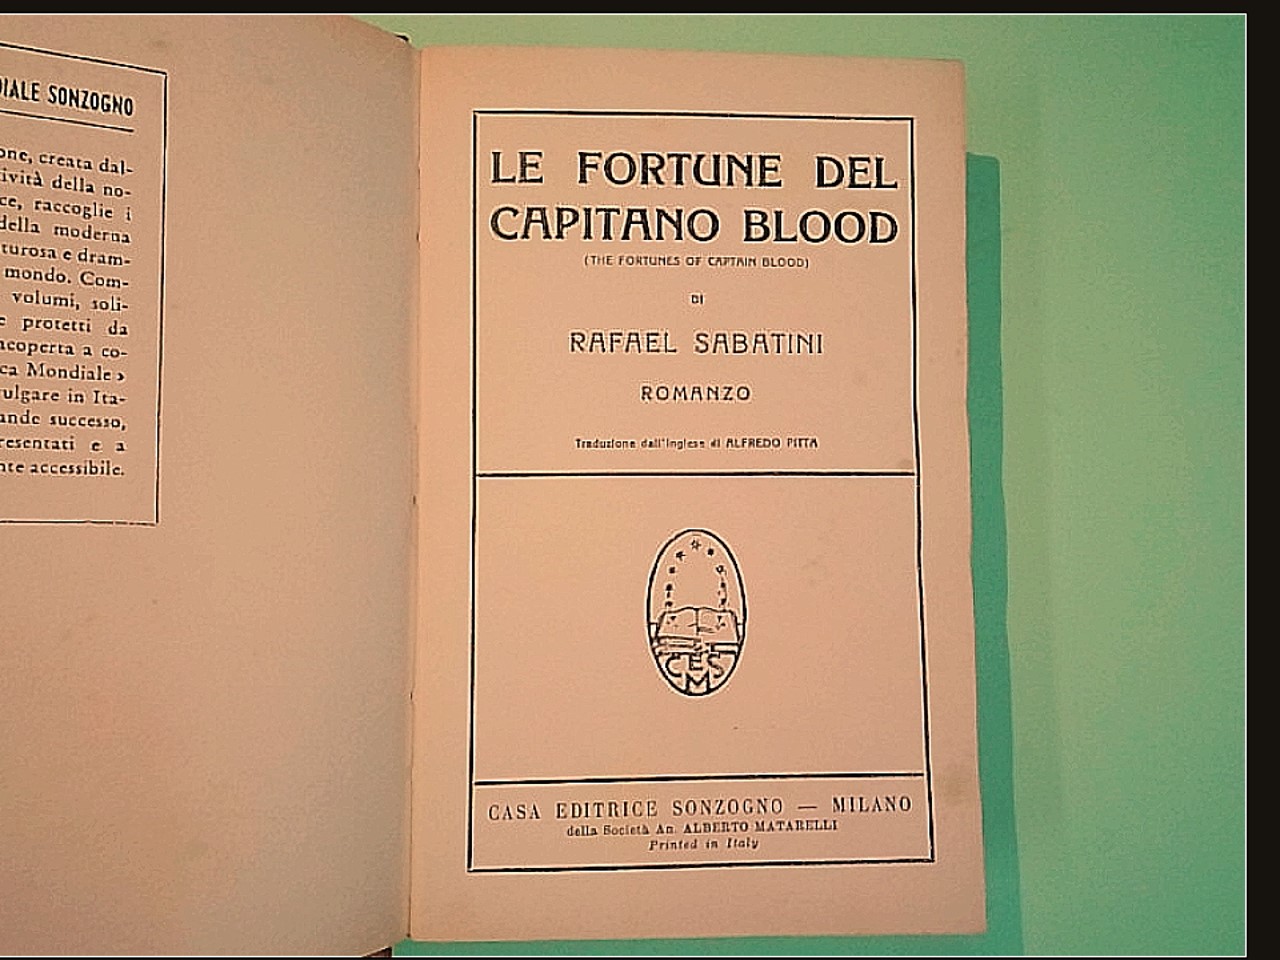 DIALE SONZOGNO
one, creata dal-
tività della no-
ce, raccoglie i
della moderna
turosa e dram-
mondo. Com-
volumi, soli-
e protetti da
coperta a co-
ca Mondiale »
ulgare in Ita-
ande successo,
resentati e a
nte accessibile.
LE FORTUNE DEL
CAPITANO BLOOD
(THE FORTUNES OF CAPTAIN BLOOD)
DI
RAFAEL SABATINI
ROMANZO
Traduzione dall'inglese di ALFREDO PITTA
CES
M
CASA EDITRICE SONZOGNO — MILANO
della Società An. ALBERTO MATARELLI
Printed in Italy